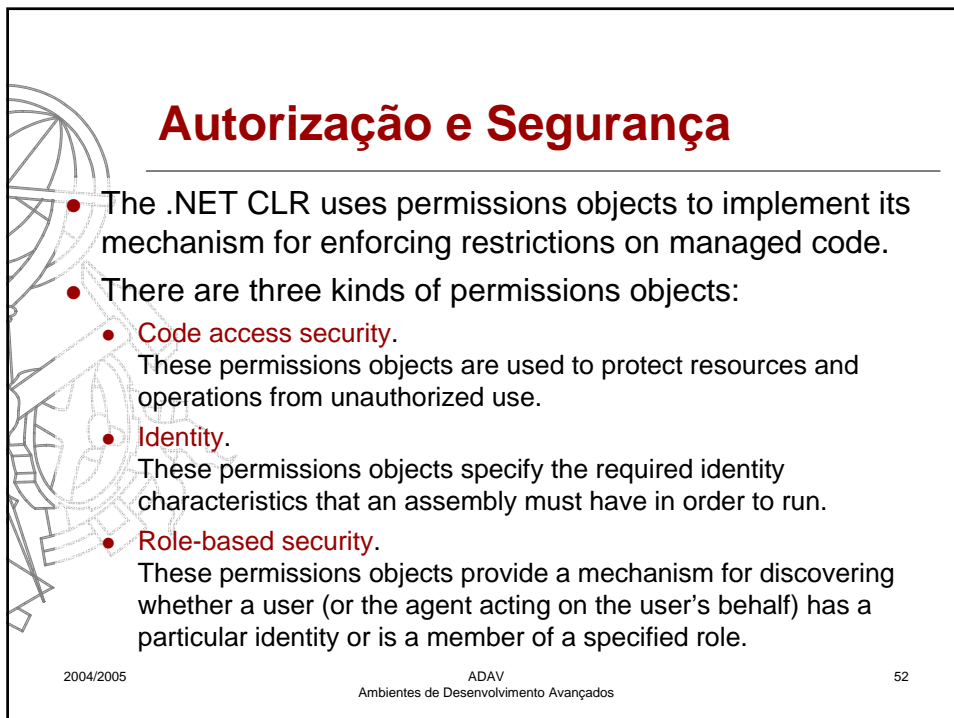 Autorização e Segurança
The .NET CLR uses permissions objects to implement its
mechanism for enforcing restrictions on managed code.
There are three kinds of permissions objects:
Code access security.
These permissions objects are used to protect resources and
operations from unauthorized use.
Identity.
These permissions objects specify the required identity
characteristics that an assembly must have in order to run.
Role-based security.
These permissions objects provide a mechanism for discovering
whether a user (or the agent acting on the user's behalf) has a
particular identity or is a member of a specified role.
2004/2005
ADAV
Ambientes de Desenvolvimento Avançados
52